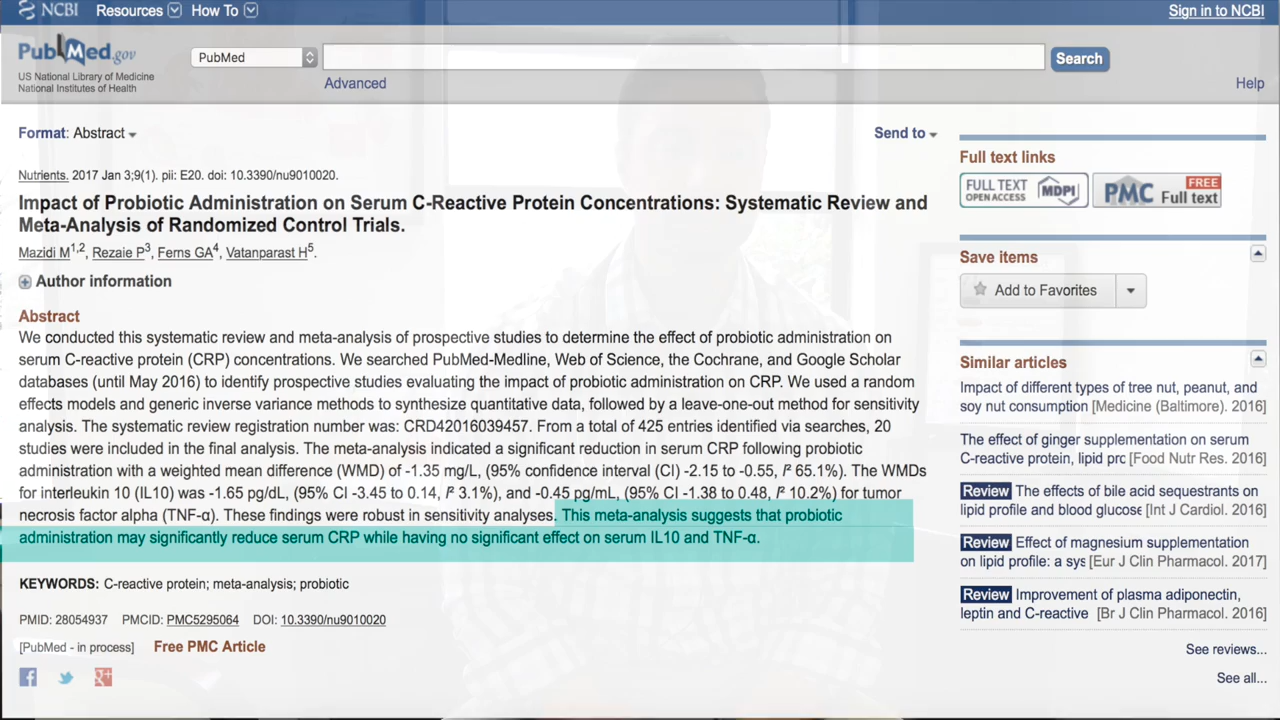 NCBI Resources How To Sign in to NCBI
PubMed.gov
US National Library of Medicine
National Institutes of Health
PubMed
Search
Advanced
Help
Format: Abstract
Send to
Nutrients. 2017 Jan 3;9(1). pii: E20. doi: 10.3390/nu9010020.
Impact of Probiotic Administration on Serum C-Reactive Protein Concentrations: Systematic Review and
Meta-Analysis of Randomized Control Trials.
Mazidi M1,2, Rezaie P3, Ferns GA4, Vatanparast H5.
Author information
Abstract
We conducted this systematic review and meta-analysis of prospective studies to determine the effect of probiotic administration on
serum C-reactive protein (CRP) concentrations. We searched PubMed-Medline, Web of Science, the Cochrane, and Google Scholar
databases (until May 2016) to identify prospective studies evaluating the impact of probiotic administration on CRP. We used a random
effects models and generic inverse variance methods to synthesize quantitative data, followed by a leave-one-out method for sensitivity
analysis. The systematic review registration number was: CRD42016039457. From a total of 425 entries identified via searches, 20
studies were included in the final analysis. The meta-analysis indicated a significant reduction in serum CRP following probiotic
administration with a weighted mean difference (WMD) of -1.35 mg/L, (95% confidence interval (CI) -2.15 to -0.55, I² 65.1%). The WMDs
for interleukin 10 (IL10) was -1.65 pg/dL, (95% CI -3.45 to 0.14, I² 3.1%), and -0.45 pg/mL, (95% CI -1.38 to 0.48, I² 10.2%) for tumor
necrosis factor alpha (TNF-α). These findings were robust in sensitivity analyses. This meta-analysis suggests that probiotic
administration may significantly reduce serum CRP while having no significant effect on serum IL10 and TNF-α.
KEYWORDS: C-reactive protein; meta-analysis; probiotic
PMID: 28054937 PMCID: PMC5295064 DOI: 10.3390/nu9010020
[PubMed - in process] Free PMC Article
Full text links
FULL TEXT
OPEN ACCESS MDPI
PMC FREE
Full text
Save items
Add to Favorites
Similar articles
Impact of different types of tree nut, peanut, and
soy nut consumption [Medicine (Baltimore). 2016]
The effect of ginger supplementation on serum
C-reactive protein, lipid prc [Food Nutr Res. 2016]
Review The effects of bile acid sequestrants on
lipid profile and blood glucose [Int J Cardiol. 2016]
Review Effect of magnesium supplementation
on lipid profile: a sys [Eur J Clin Pharmacol. 2017]
Review Improvement of plasma adiponectin,
leptin and C-reactive [Br J Clin Pharmacol. 2016]
See reviews...
See all...